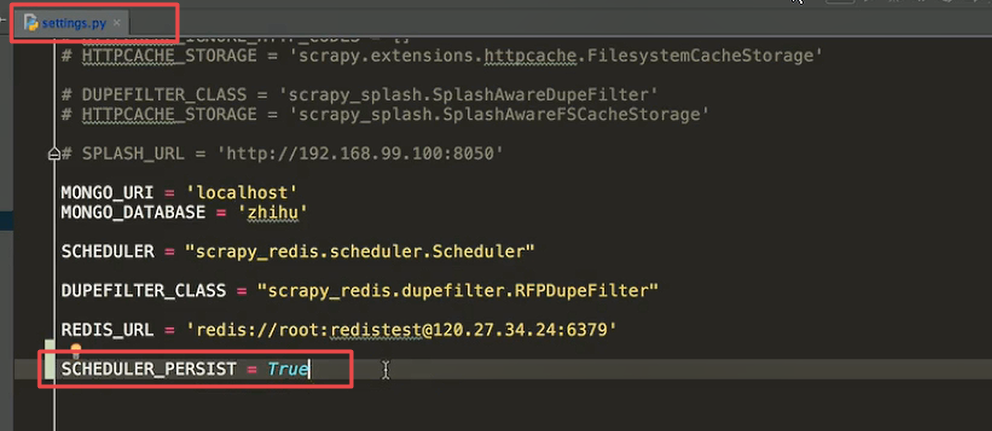 settings.py
# HTTPCACHE_IGNORE_HTTP_CODES = []
# HTTPCACHE_STORAGE = 'scrapy.extensions.httpcache.FilesystemCacheStorage'
# DUPEFILTER_CLASS = 'scrapy_splash.SplashAwareDupeFilter'
# HTTPCACHE_STORAGE = 'scrapy_splash.SplashAwareFSCacheStorage'
# SPLASH_URL = 'http://192.168.99.100:8050'
MONGO_URI = 'localhost'
MONGO_DATABASE = 'zhihu'
SCHEDULER = "scrapy_redis.scheduler.Scheduler"
DUPEFILTER_CLASS = "scrapy_redis.dupefilter.RFPDupeFilter"
REDIS_URL = 'redis://root:redistest@120.27.34.24:6379'
SCHEDULER_PERSIST = True